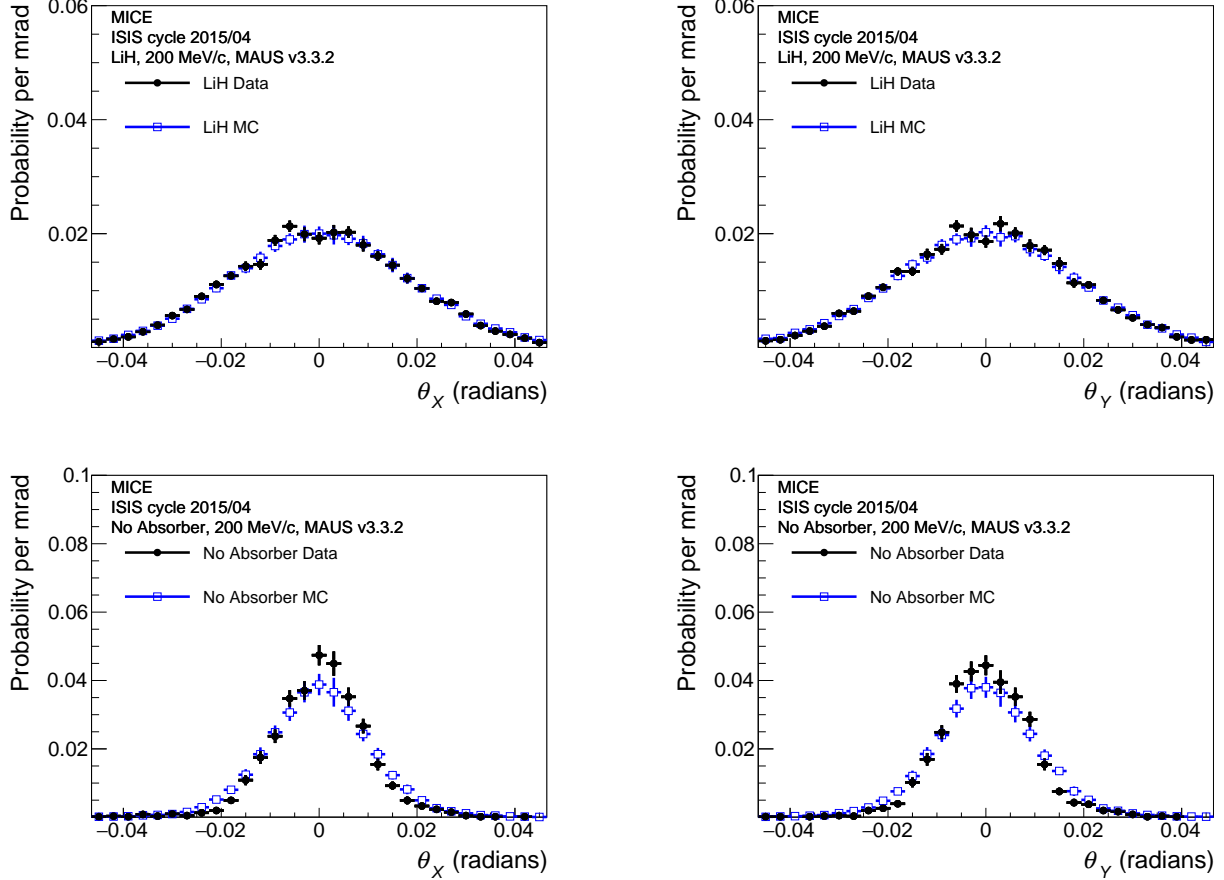 Probability per mrad
0.06
0.04
0.02
MICE
ISIS cycle 2015/04
LiH, 200 MeV/c, MAUS v3.3.2
LiH Data
LiH MC
−0.04 −0.02 0 0.02 0.04
θX (radians)
Probability per mrad
0.06
0.04
0.02
MICE
ISIS cycle 2015/04
LiH, 200 MeV/c, MAUS v3.3.2
LiH Data
LiH MC
−0.04 −0.02 0 0.02 0.04
θY (radians)
Probability per mrad
0.1
0.08
0.06
0.04
0.02
MICE
ISIS cycle 2015/04
No Absorber, 200 MeV/c, MAUS v3.3.2
No Absorber Data
No Absorber MC
−0.04 −0.02 0 0.02 0.04
θX (radians)
Probability per mrad
0.1
0.08
0.06
0.04
0.02
MICE
ISIS cycle 2015/04
No Absorber, 200 MeV/c, MAUS v3.3.2
No Absorber Data
No Absorber MC
−0.04 −0.02 0 0.02 0.04
θY (radians)